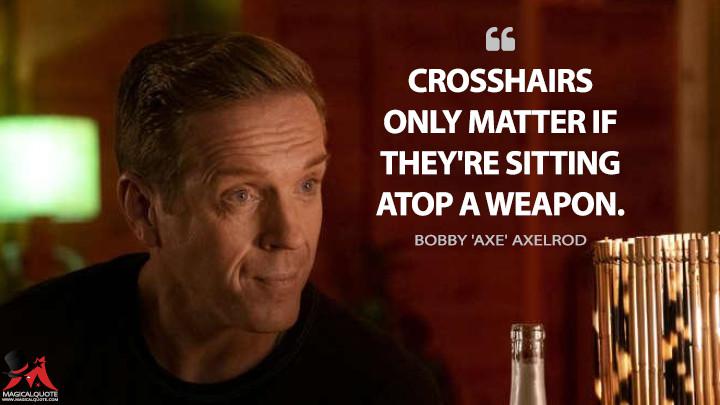 ❝
CROSSHAIRS
ONLY MATTER IF
THEY'RE SITTING
ATOP A WEAPON.
BOBBY 'AXE' AXELROD
MAGICALQUOTE
WWW.MAGICALQUOTE.COM